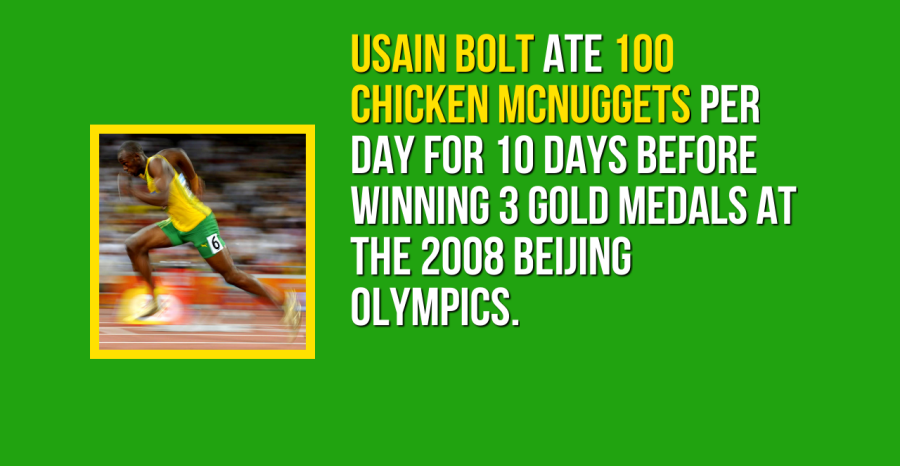 USAIN BOLT ATE 100
CHICKEN MCNUGGETS PER
DAY FOR 10 DAYS BEFORE
WINNING 3 GOLD MEDALS AT
THE 2008 BEIJING
OLYMPICS.
6